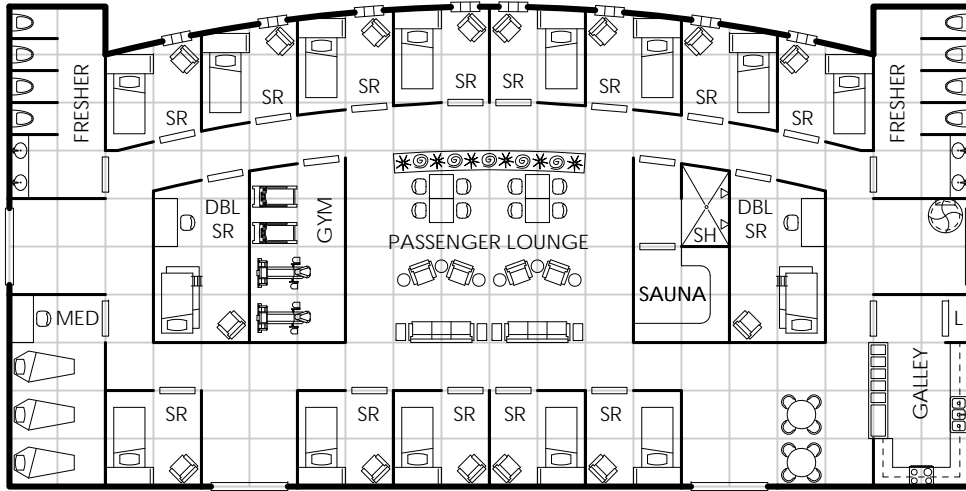 FRESHER
SR
SR
SR
SR
SR
SR
SR
SR
FRESHER
DBL
SR
GYM
PASSENGER LOUNGE
SH
DBL
SR
SAUNA
MED
L
GALLEY
SR
SR
SR
SR
SR